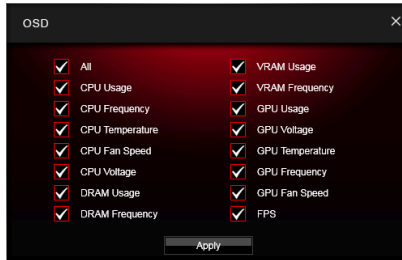 OSD
All
CPU Usage
CPU Frequency
CPU Temperature
CPU Fan Speed
CPU Voltage
DRAM Usage
DRAM Frequency
VRAM Usage
VRAM Frequency
GPU Usage
GPU Voltage
GPU Temperature
GPU Frequency
GPU Fan Speed
FPS
Apply